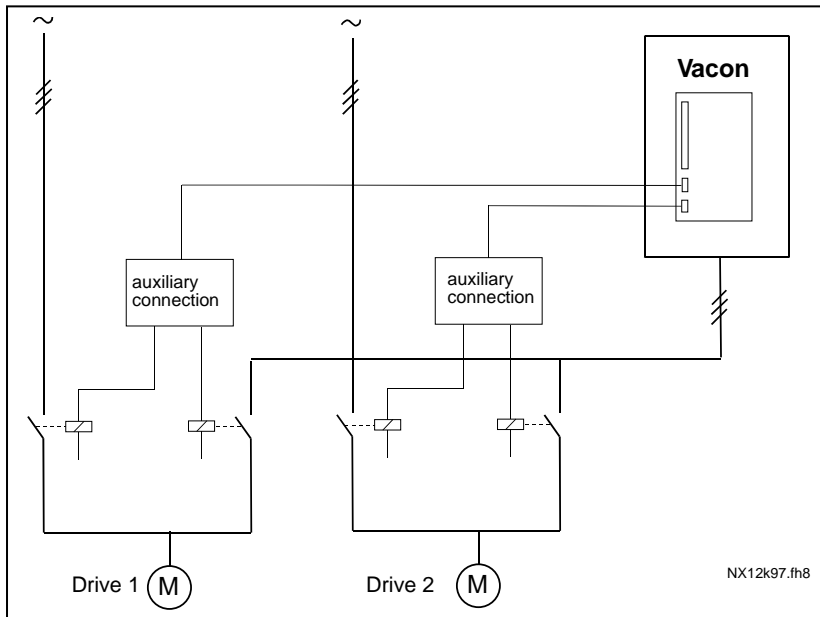 Vacon
auxiliary
connection
auxiliary
connection
Drive 1
M
Drive 2
M
NX12k97.fh8